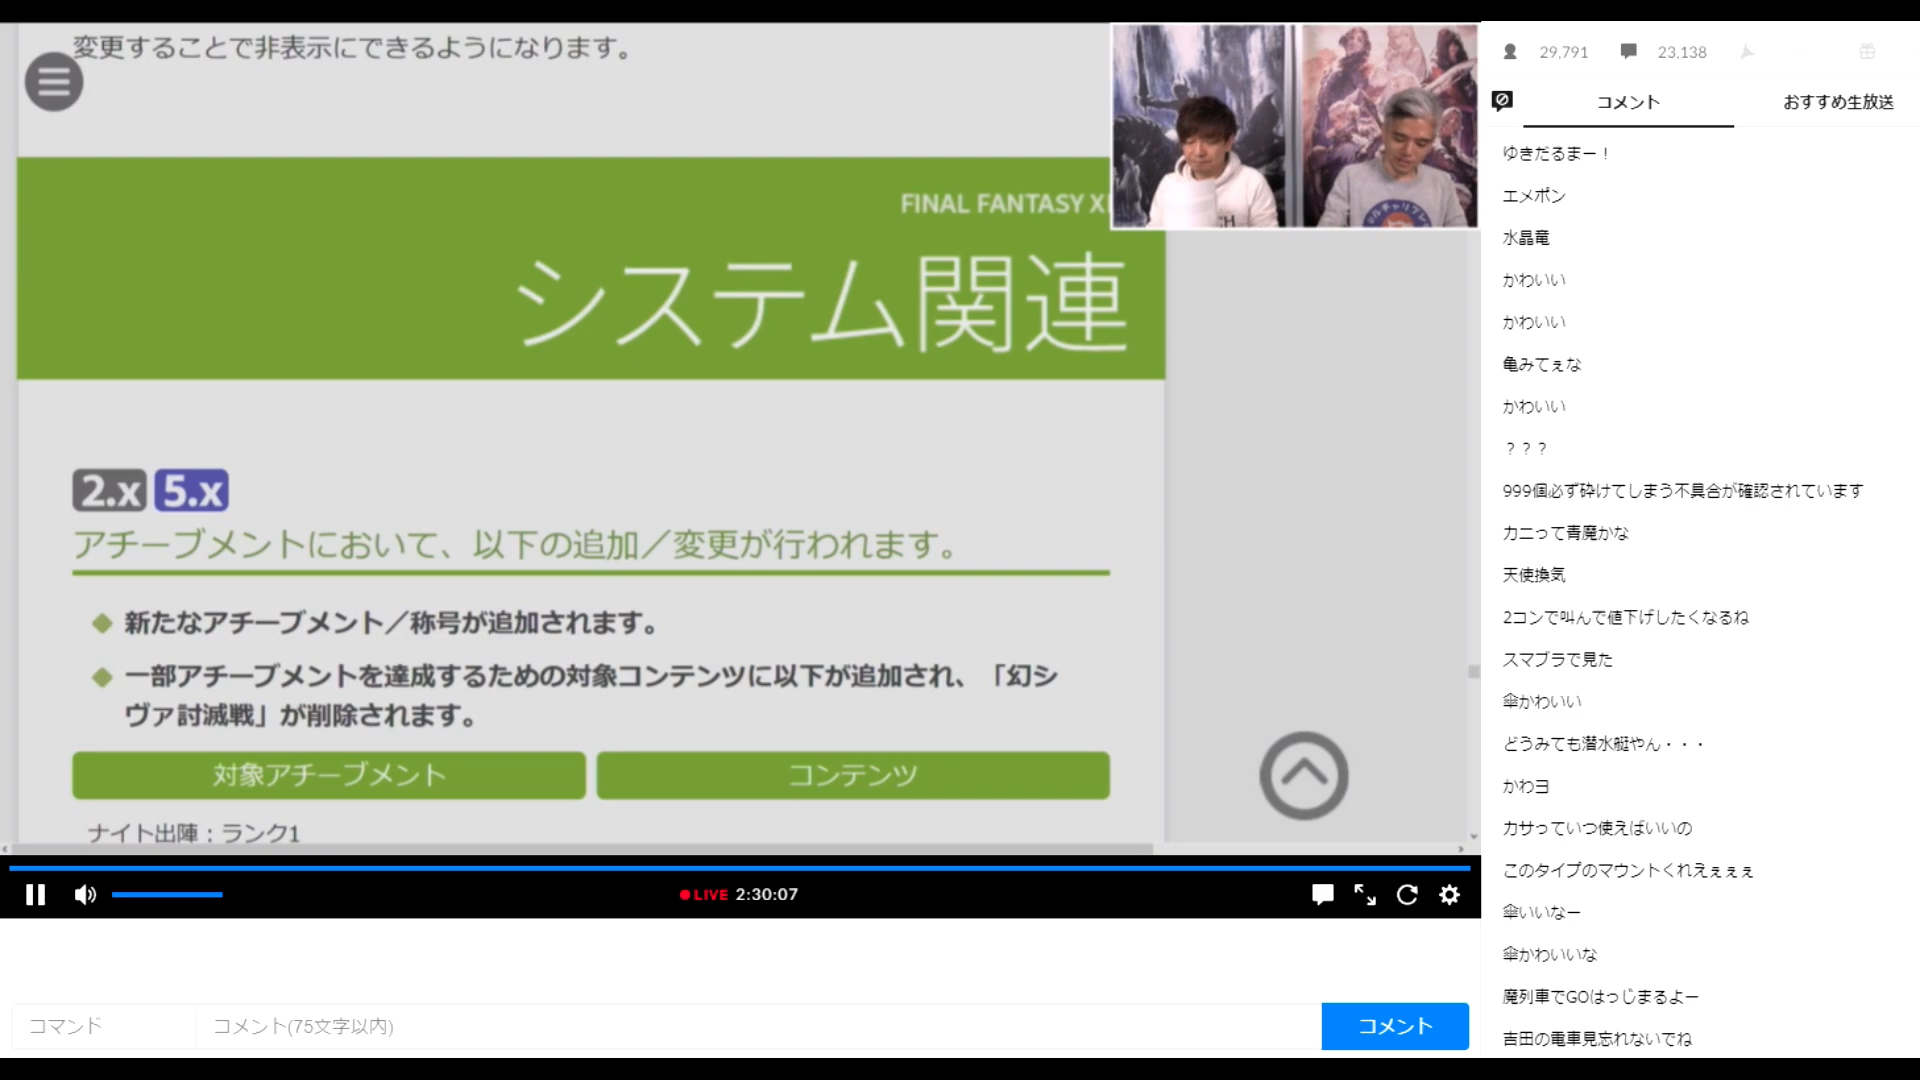 変更することで非表示にできるようになります。
FINAL FANTASY XI
システム関連
2.x 5.x
アチーブメントにおいて、以下の追加／変更が行われます。
新たなアチーブメント／称号が追加されます。
一部アチーブメントを達成するための対象コンテンツに以下が追加され、「幻シ
ヴァ討滅戦」が削除されます。
対象アチーブメント
コンテンツ
ナイト出陣：ランク1
LIVE 2:30:07
コマンド
コメント(75文字以内)
コメント
29,791
23,138
コメント
おすすめ生放送
ゆきだるまー！
エメポン
水晶竜
かわいい
かわいい
亀みてぇな
かわいい
？？？
999個必ず砕けてしまう不具合が確認されています
カニって青魔かな
天使換気
2コンで叫んで値下げしたくなるね
スマブラで見た
傘かわいい
どうみても潜水艇やん・・・
かわヨ
カサっていつ使えばいいの
このタイプのマウントくれえぇぇぇ
傘いいなー
傘かわいいな
魔列車でGOはっじまるよー
吉田の電車見忘れないでね